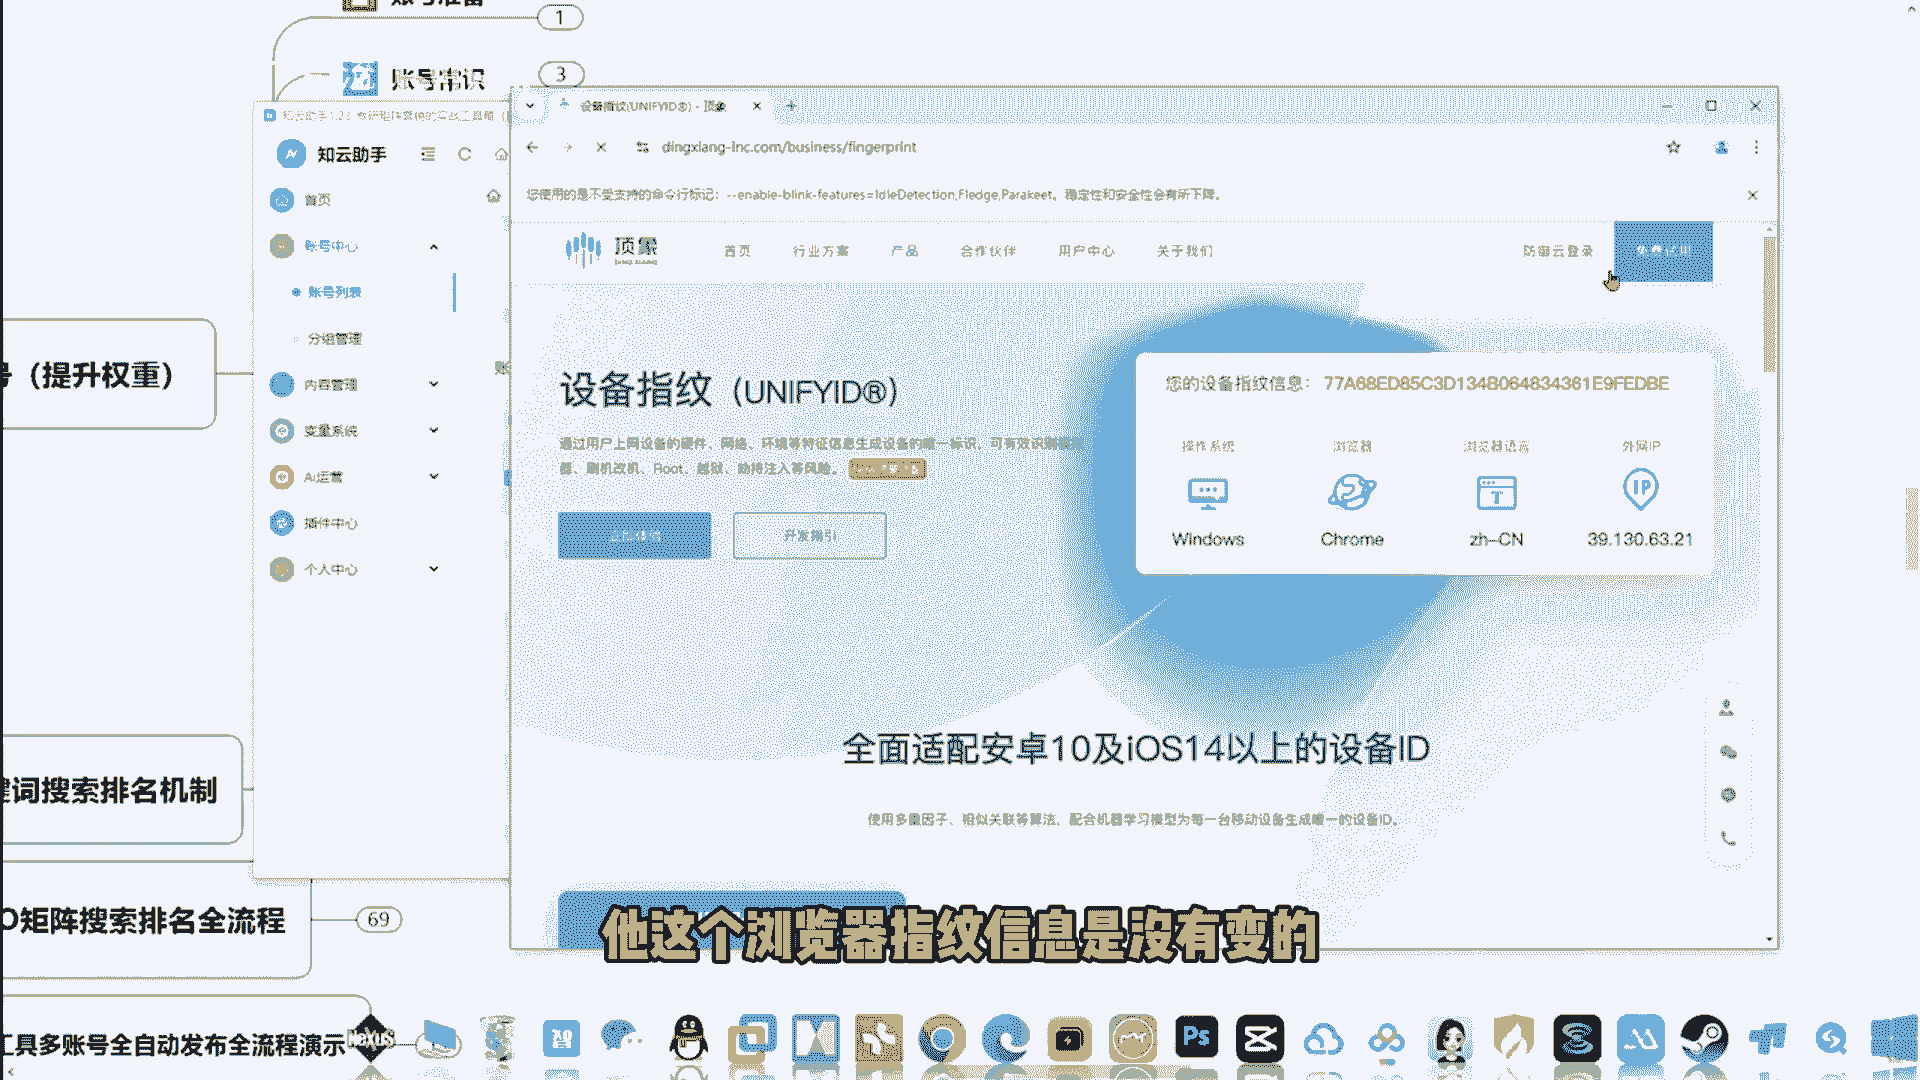 账号准备
1
账号常识
3
号（提升权重）
键词搜索排名机制
O矩阵搜索排名全流程
69
工具多账号全自动发布全流程演示
知云助手
首页
账号中心
账号列表
分组管理
内容管理
变量系统
AI运营
插件中心
个人中心
设备指纹(UNIFYID®) - 顶象
dingxiang-inc.com/business/fingerprint
您使用的是不受支持的命令行标记：--enable-blink-features=IdleDetection,Fledge,Parakeet。稳定性和安全性会有所下降。
顶象
首页
行业方案
产品
合作伙伴
用户中心
关于我们
防御云登录
免费试用
设备指纹（UNIFYID®）
通过用户上网设备的硬件、网络、环境等特征信息生成设备的唯一标识，可有效识别模拟
器、刷机改机、Root、越狱、劫持注入等风险。
开发指引
您的设备指纹信息： 77A68ED85C3D134B064834361E9FEDBE
操作系统
浏览器
浏览器语言
外网IP
IP
Windows
Chrome
zh-CN
39.130.63.21
全面适配安卓10及iOS14以上的设备ID
使用多重因子、相似关联等算法，配合机器学习模型为每一台移动设备生成唯一的设备ID。
他这个浏览器指纹信息是没有变的
NeXuS
Ps